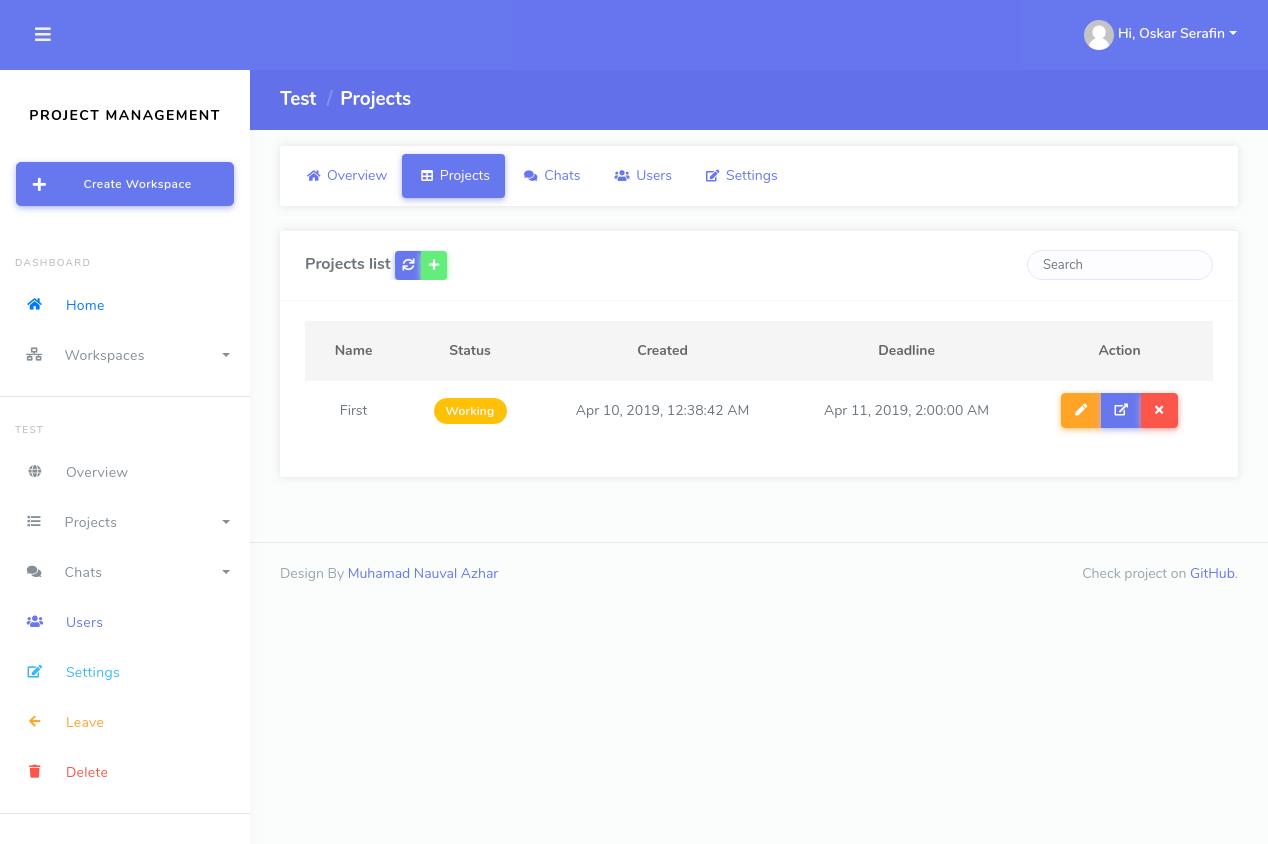 Hi, Oskar Serafin
PROJECT MANAGEMENT
Create Workspace
DASHBOARD
Home
Workspaces
TEST
Overview
Projects
Chats
Users
Settings
Leave
Delete
Test / Projects
Overview Projects Chats Users Settings
Projects list Search
Name Status Created Deadline Action
First Working Apr 10, 2019, 12:38:42 AM Apr 11, 2019, 2:00:00 AM
Design By Muhamad Nauval Azhar Check project on GitHub.